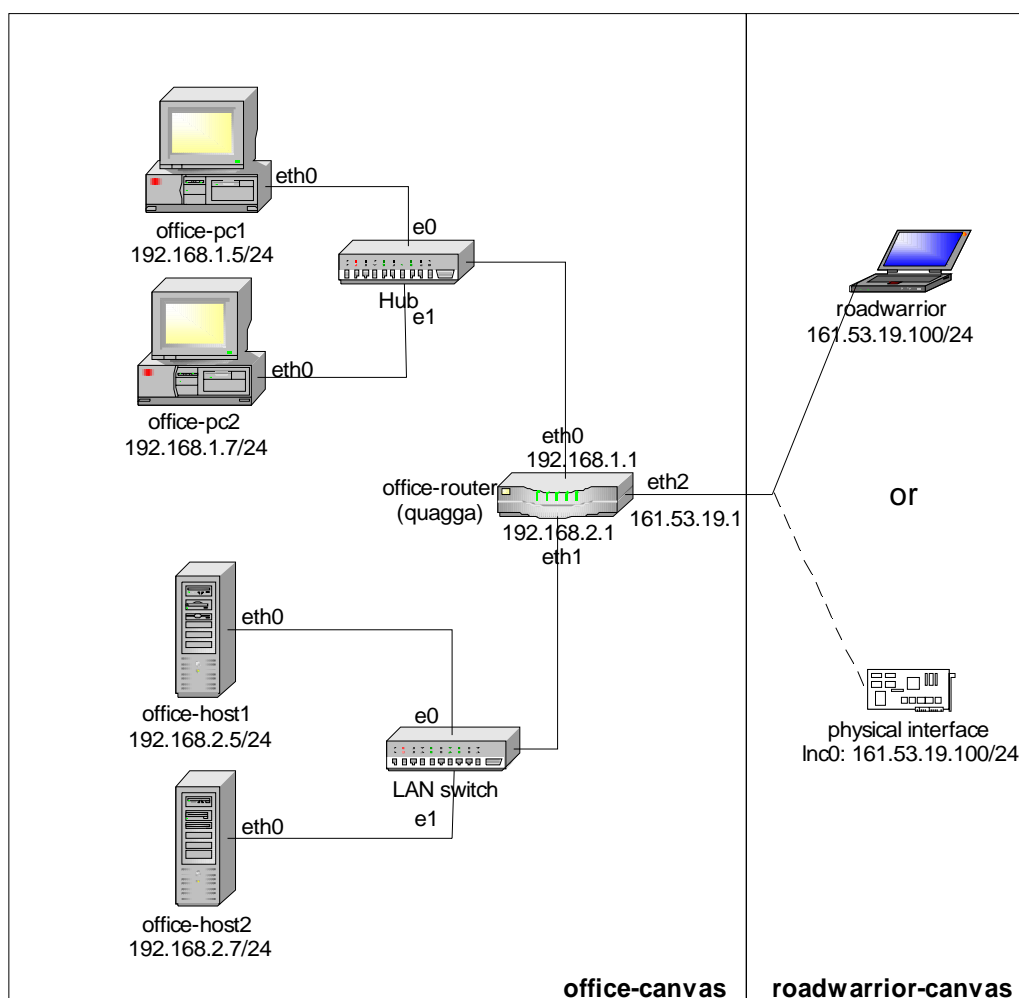 eth0
office-pc1
192.168.1.5/24
e0
Hub
e1
eth0
office-pc2
192.168.1.7/24
roadwarrior
161.53.19.100/24
eth0
192.168.1.1
office-router
(quagga)
eth2
161.53.19.1
192.168.2.1
eth1
or
eth0
office-host1
192.168.2.5/24
e0
LAN switch
e1
eth0
office-host2
192.168.2.7/24
physical interface
lnc0: 161.53.19.100/24
office-canvas
roadwarrior-canvas